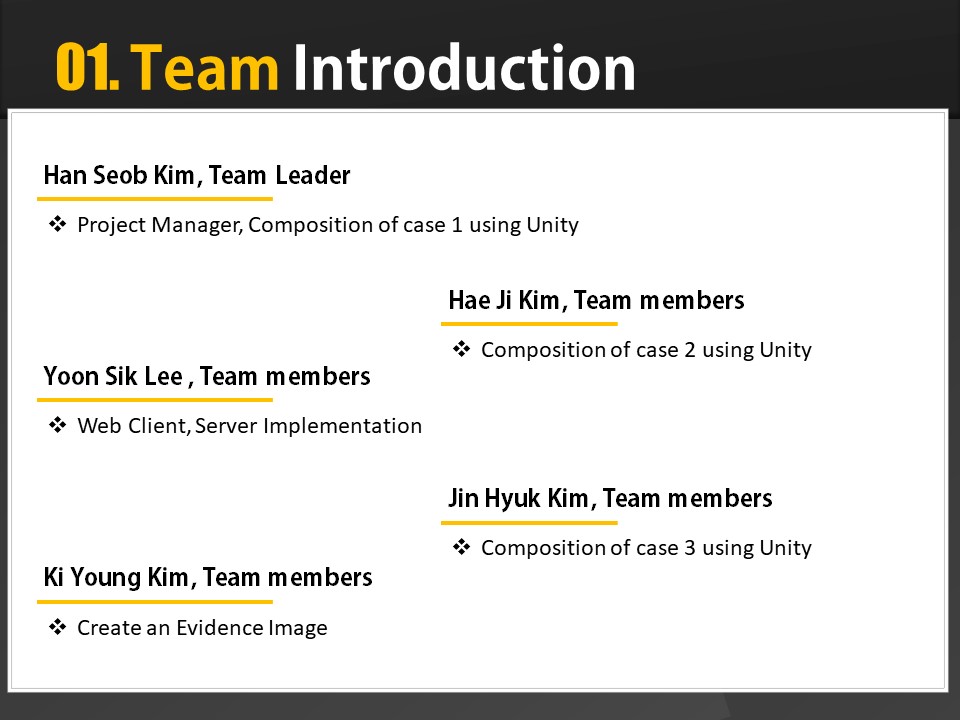 01. Team Introduction
Han Seob Kim, Team Leader
❖ Project Manager, Composition of case 1 using Unity
Hae Ji Kim, Team members
❖ Composition of case 2 using Unity
Yoon Sik Lee , Team members
❖ Web Client, Server Implementation
Jin Hyuk Kim, Team members
❖ Composition of case 3 using Unity
Ki Young Kim, Team members
❖ Create an Evidence Image